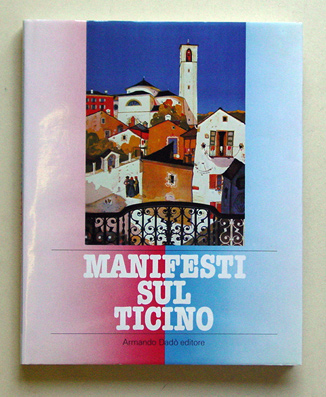 MANIFESTI
SUL
TICINO
Armando Dadò editore